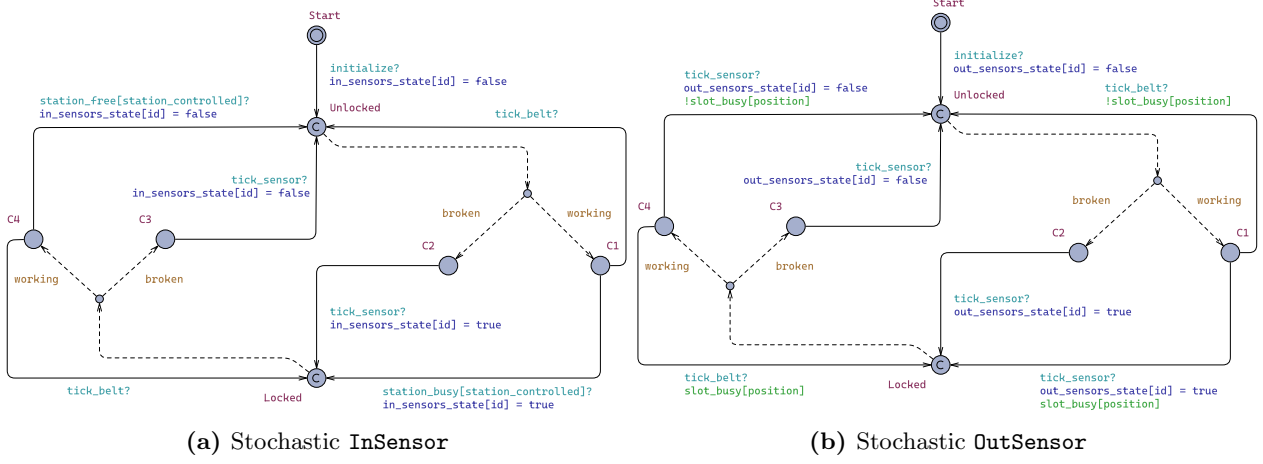 Start
initialize?
in_sensors_state[id] = false
Unlocked
station_free[station_controlled]?
in_sensors_state[id] = false
tick_belt?
C
tick_sensor?
in_sensors_state[id] = false
C4
C3
broken
working
C2
C1
working
broken
tick_sensor?
in_sensors_state[id] = true
tick_belt?
C
Locked
station_busy[station_controlled]?
in_sensors_state[id] = true
(a) Stochastic InSensor
Start
initialize?
out_sensors_state[id] = false
Unlocked
tick_sensor?
out_sensors_state[id] = false
!slot_busy[position]
tick_belt?
!slot_busy[position]
C
tick_sensor?
out_sensors_state[id] = false
C4
C3
broken
working
C2
C1
working
broken
tick_sensor?
out_sensors_state[id] = true
C
tick_belt?
slot_busy[position]
Locked
tick_sensor?
out_sensors_state[id] = true
slot_busy[position]
(b) Stochastic OutSensor